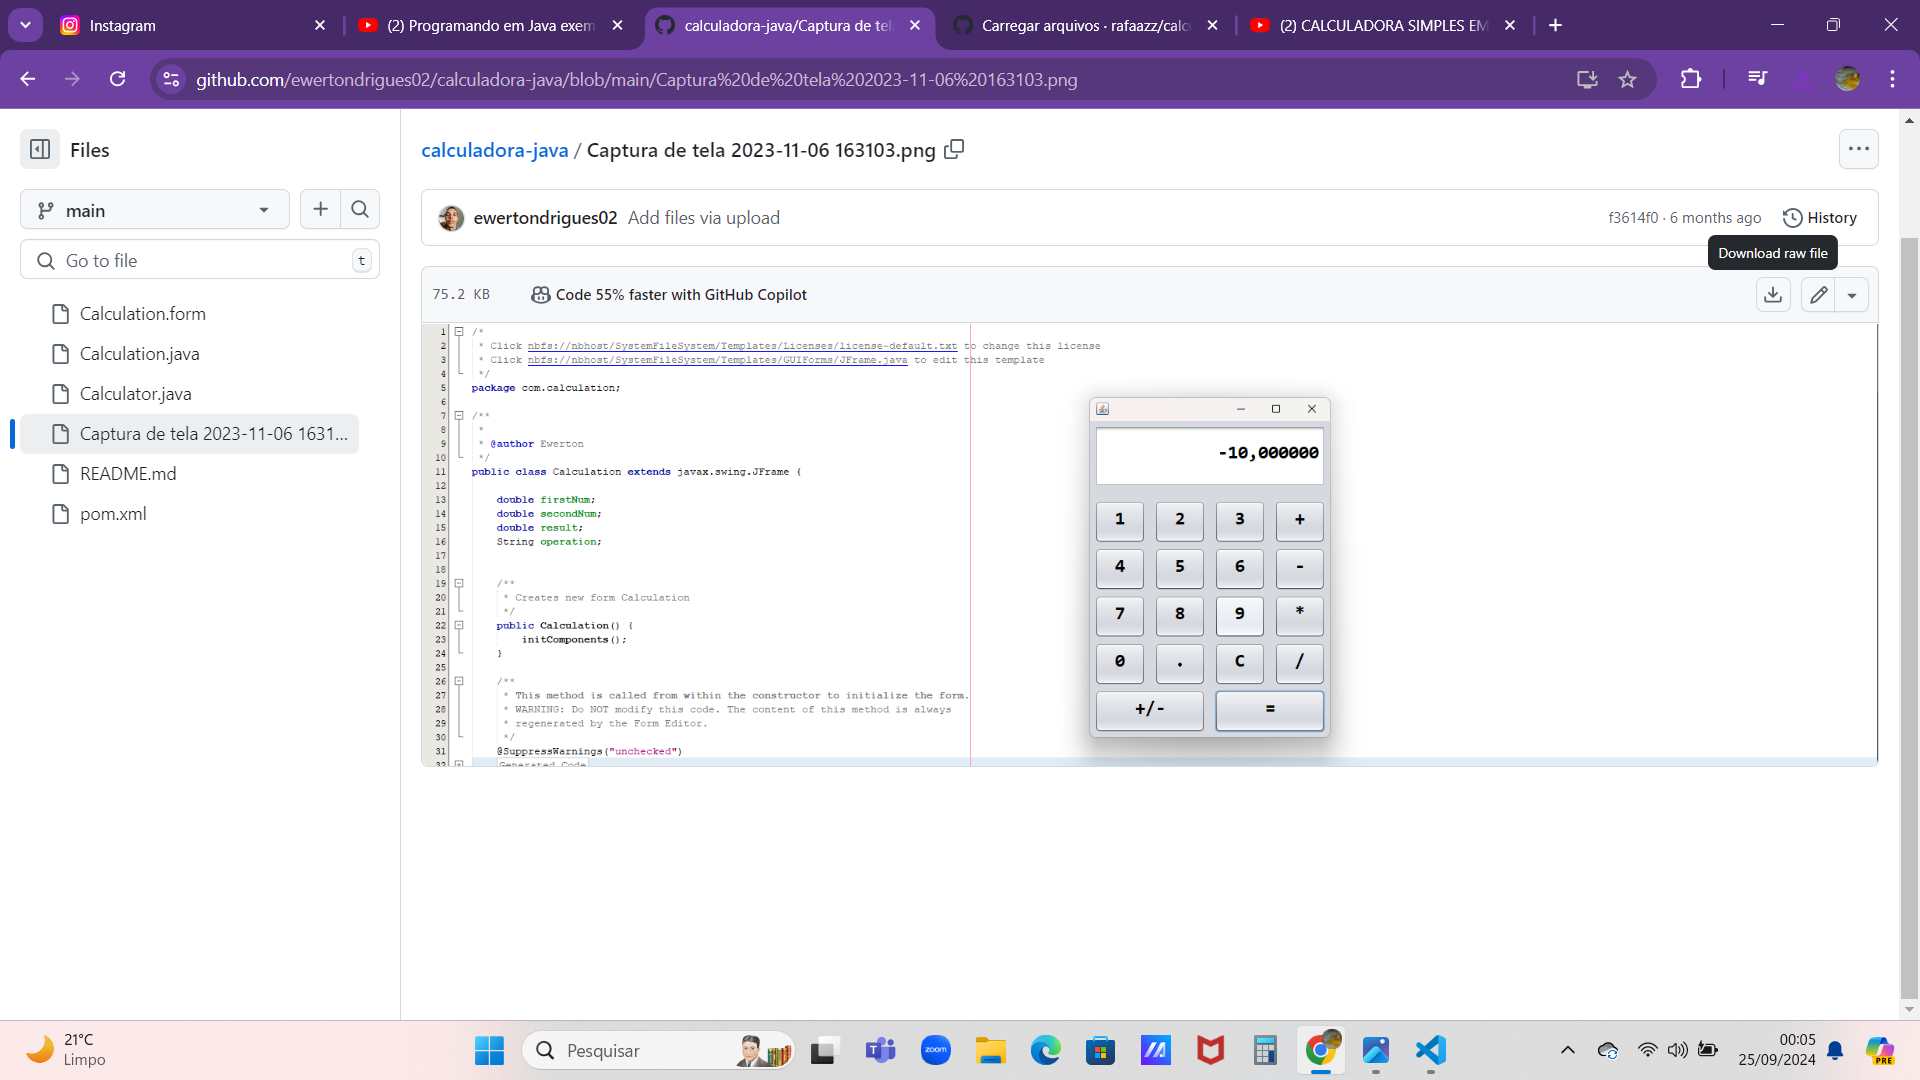 Instagram
(2) Programando em Java exem
calculadora-java/Captura de tel
Carregar arquivos · rafaazz/calc
(2) CALCULADORA SIMPLES EM
github.com/ewertondrigues02/calculadora-java/blob/main/Captura%20de%20tela%202023-11-06%20163103.png
Files
main
Go to file
t
Calculation.form
Calculation.java
Calculator.java
Captura de tela 2023-11-06 1631...
README.md
pom.xml
calculadora-java / Captura de tela 2023-11-06 163103.png
ewertondrigues02 Add files via upload
f3614f0 · 6 months ago
History
Download raw file
75.2 KB
Code 55% faster with GitHub Copilot
1 /*
2 * Click nbfs://nbhost/SystemFileSystem/Templates/Licenses/license-default.txt to change this license
3 * Click nbfs://nbhost/SystemFileSystem/Templates/GUIForms/JFrame.java to edit this template
4 */
5 package com.calculation;
6
7 /**
8 *
9 * @author Ewerton
10 */
11 public class Calculation extends javax.swing.JFrame {
12
13 double firstNum;
14 double secondNum;
15 double result;
16 String operation;
17
18
19 /**
20 * Creates new form Calculation
21 */
22 public Calculation() {
23 initComponents();
24 }
25
26 /**
27 * This method is called from within the constructor to initialize the form.
28 * WARNING: Do NOT modify this code. The content of this method is always
29 * regenerated by the Form Editor.
30 */
31 @SuppressWarnings("unchecked")
32 Generated Code
-10,000000
1 2 3 +
4 5 6 -
7 8 9 *
0 . C /
+/- =
21°C
Limpo
Pesquisar
zoom
00:05
25/09/2024
PRE